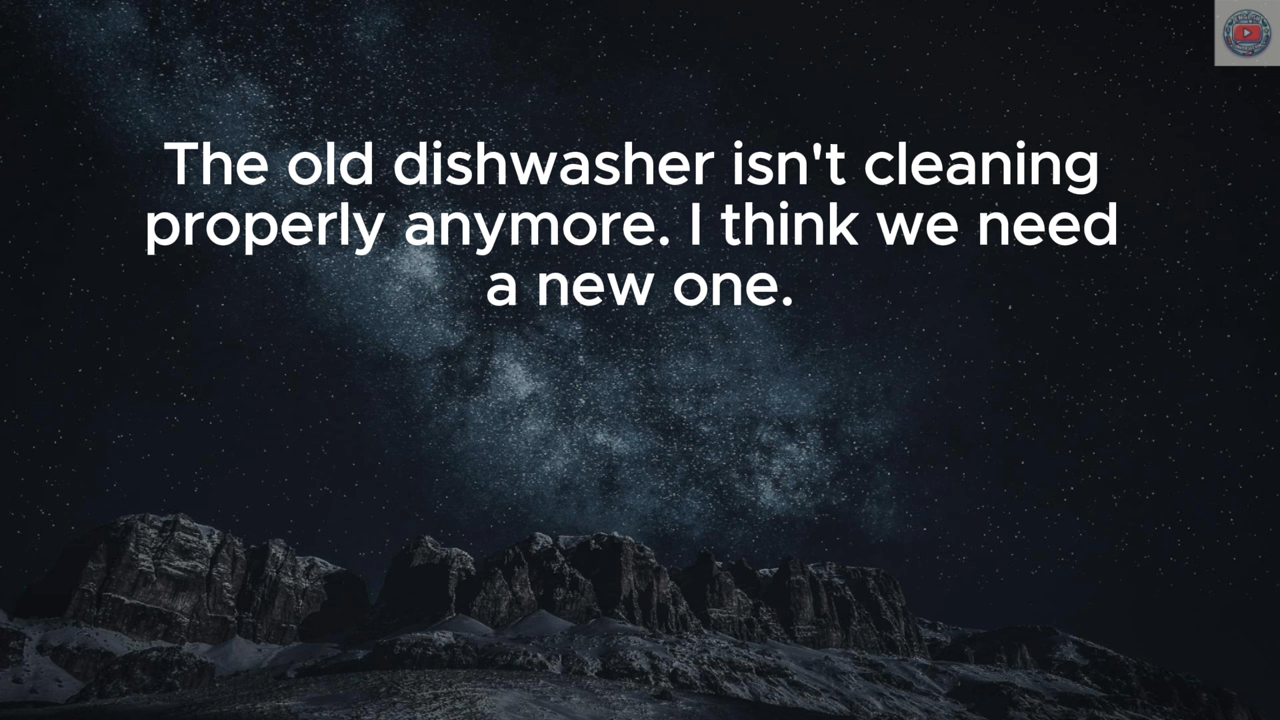 The old dishwasher isn't cleaning
properly anymore. I think we need
a new one.